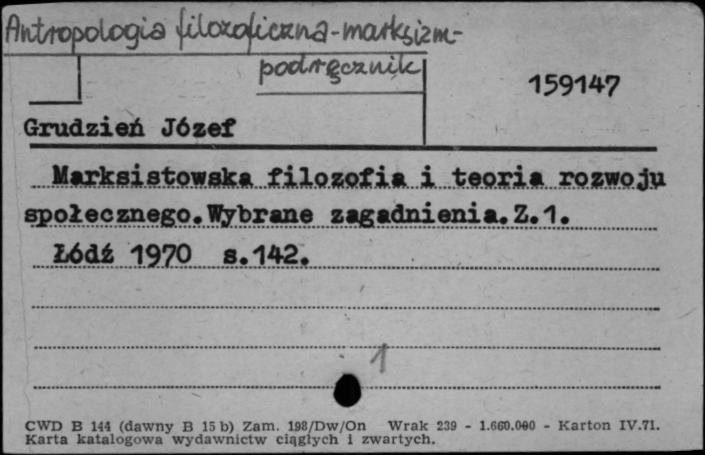 Antropologia filozoficzna-marksizm-
podręcznik
159147
Grudzień Józef
Marksistowska filozofia i teoria rozwoju
społecznego.Wybrane zagadnienia.Z.1.
Łódź 1970 s.142.
1
CWD B 144 (dawny B 15 b) Zam. 198/Dw/On Wrak 239 - 1.660.000 - Karton IV.71.
Karta katalogowa wydawnictw ciągłych i zwartych.